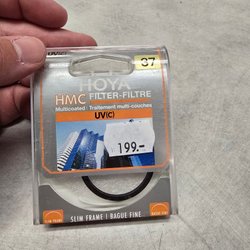 37
HOYA
HMC FILTER-FILTRE
Multicoated / Traitement multi-couches
UV(C)
199.-
SLIM FRAME | BAGUE FINE